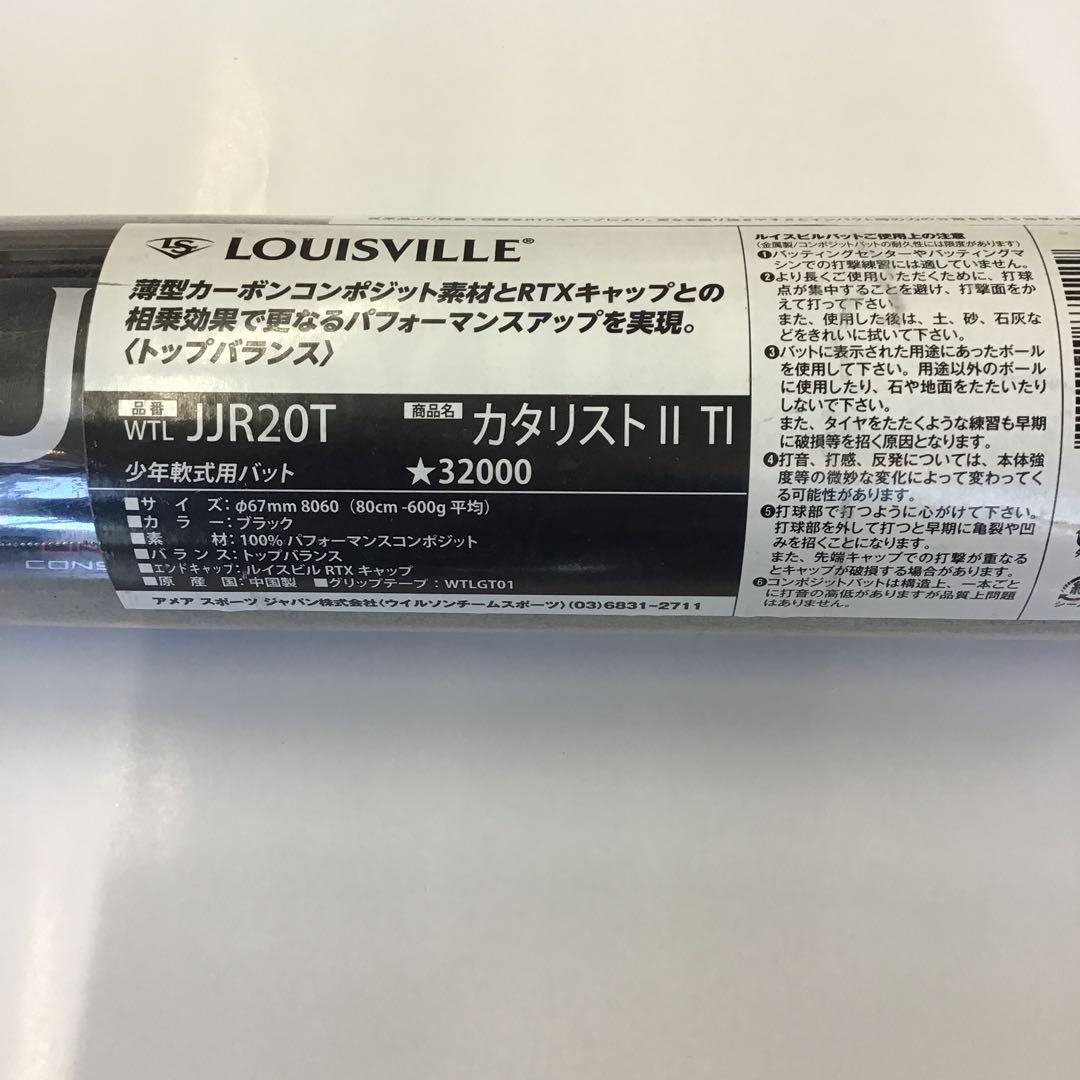 LS LOUISVILLE®
薄型カーボンコンポジット素材とRTXキャップとの
相乗効果で更なるパフォーマンスアップを実現。
〈トップバランス〉
品番 WTL JJR20T 商品名 カタリスト II TI
少年軟式用バット ★32000
■サイズ:φ67mm 8060（80cm -600g 平均）
■カラー:ブラック
■素材:100% パフォーマンスコンポジット
■バランス:トップバランス
■エンドキャップ:ルイスビル RTX キャップ
■原産国:中国製 ■グリップテープ:WTLGT01
アメア スポーツ ジャパン株式会社〈ウイルソンチームスポーツ〉(03)6831-2711
ルイスビルバットご使用上の注意
(金属製/コンポジットバットの耐久性には限度があります)
❶バッティングセンターやバッティングマ
シンでの打撃練習には適していません。
❷より長くご使用いただくために、打球
点が集中することを避け、打撃面をか
えて打って下さい。
また、使用した後は、土、砂、石灰な
どをきれいに拭いて下さい。
❸バットに表示された用途にあったボール
を使用して下さい。用途以外のボール
に使用したり、石や地面をたたいたり
しないで下さい。
また、タイヤをたたくような練習も早期
に破損等を招く原因となります。
❹打音、打感、反発については、本体強
度等の微妙な変化によって変わってく
る可能性があります。
❺打球部で打つように心がけて下さい。
打球部を外して打つと早期に亀裂や凹
みを招くことになります。
また、先端キャップでの打撃が重なる
とキャップが破損する場合があります。
❻コンポジットバットは構造上、一本ごと
に打音の高低がありますが品質上問題
はありません。
CONS